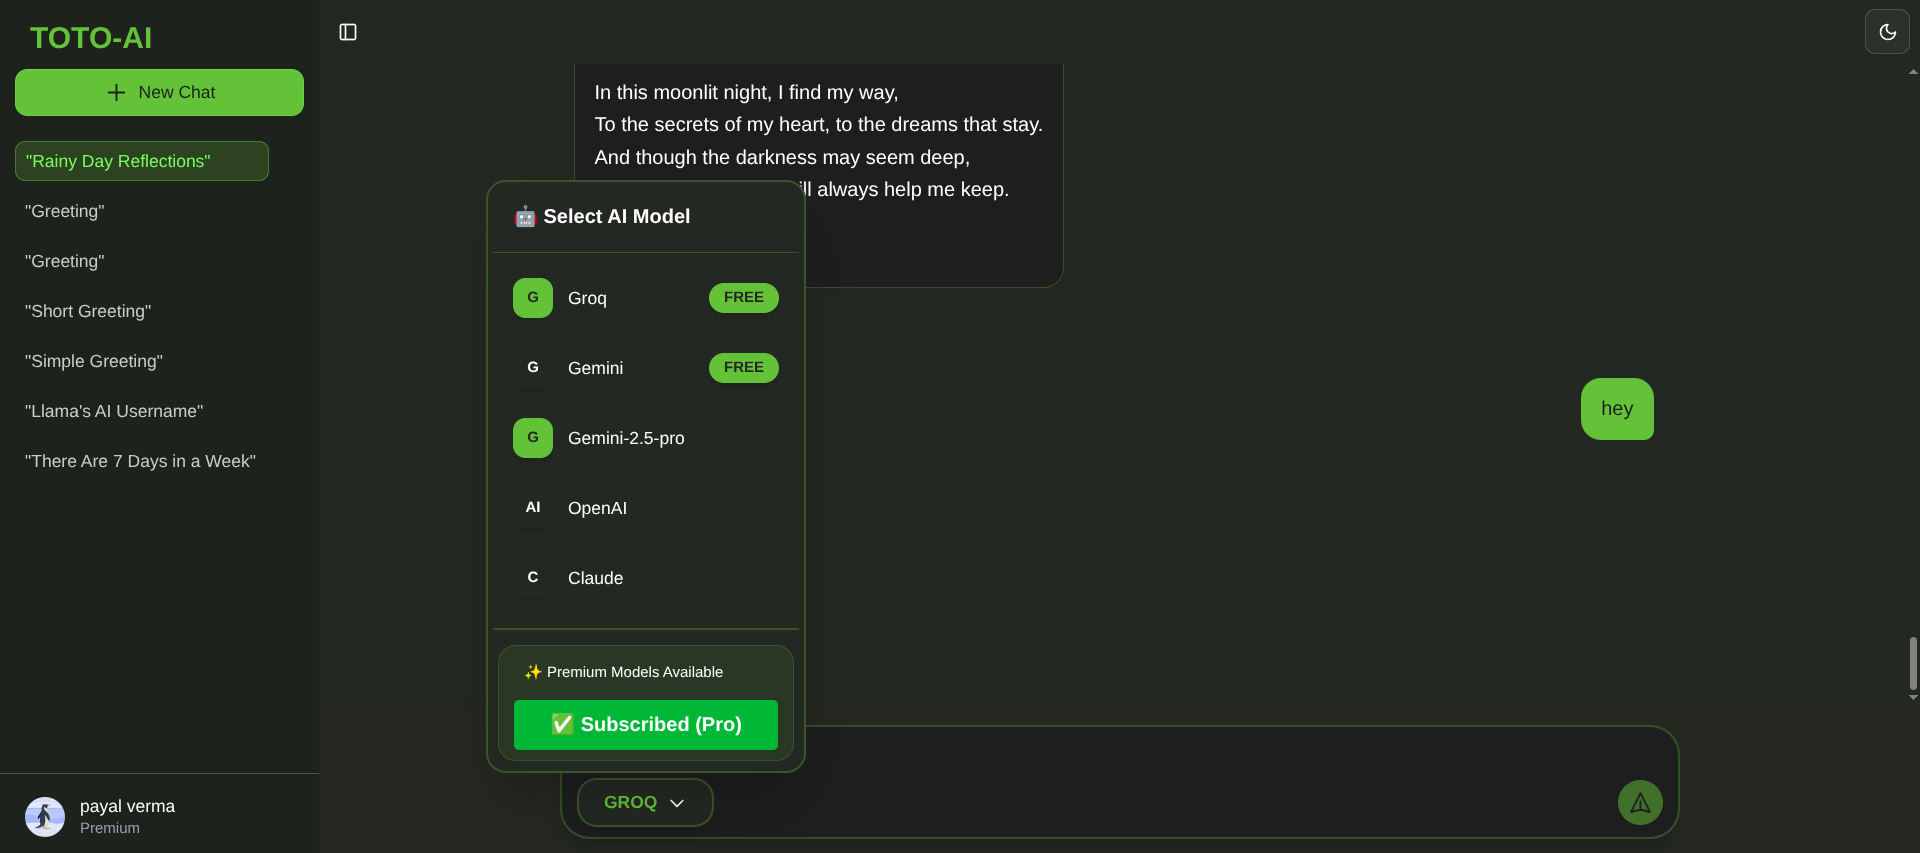 TOTO-AI
New Chat
"Rainy Day Reflections"
"Greeting"
"Greeting"
"Short Greeting"
"Simple Greeting"
"Llama's AI Username"
"There Are 7 Days in a Week"
payal verma
Premium
In this moonlit night, I find my way,
To the secrets of my heart, to the dreams that stay.
And though the darkness may seem deep,
always help me keep.
hey
🤖 Select AI Model
G Groq FREE
G Gemini FREE
G Gemini-2.5-pro
AI OpenAI
C Claude
✨ Premium Models Available
✅ Subscribed (Pro)
GROQ